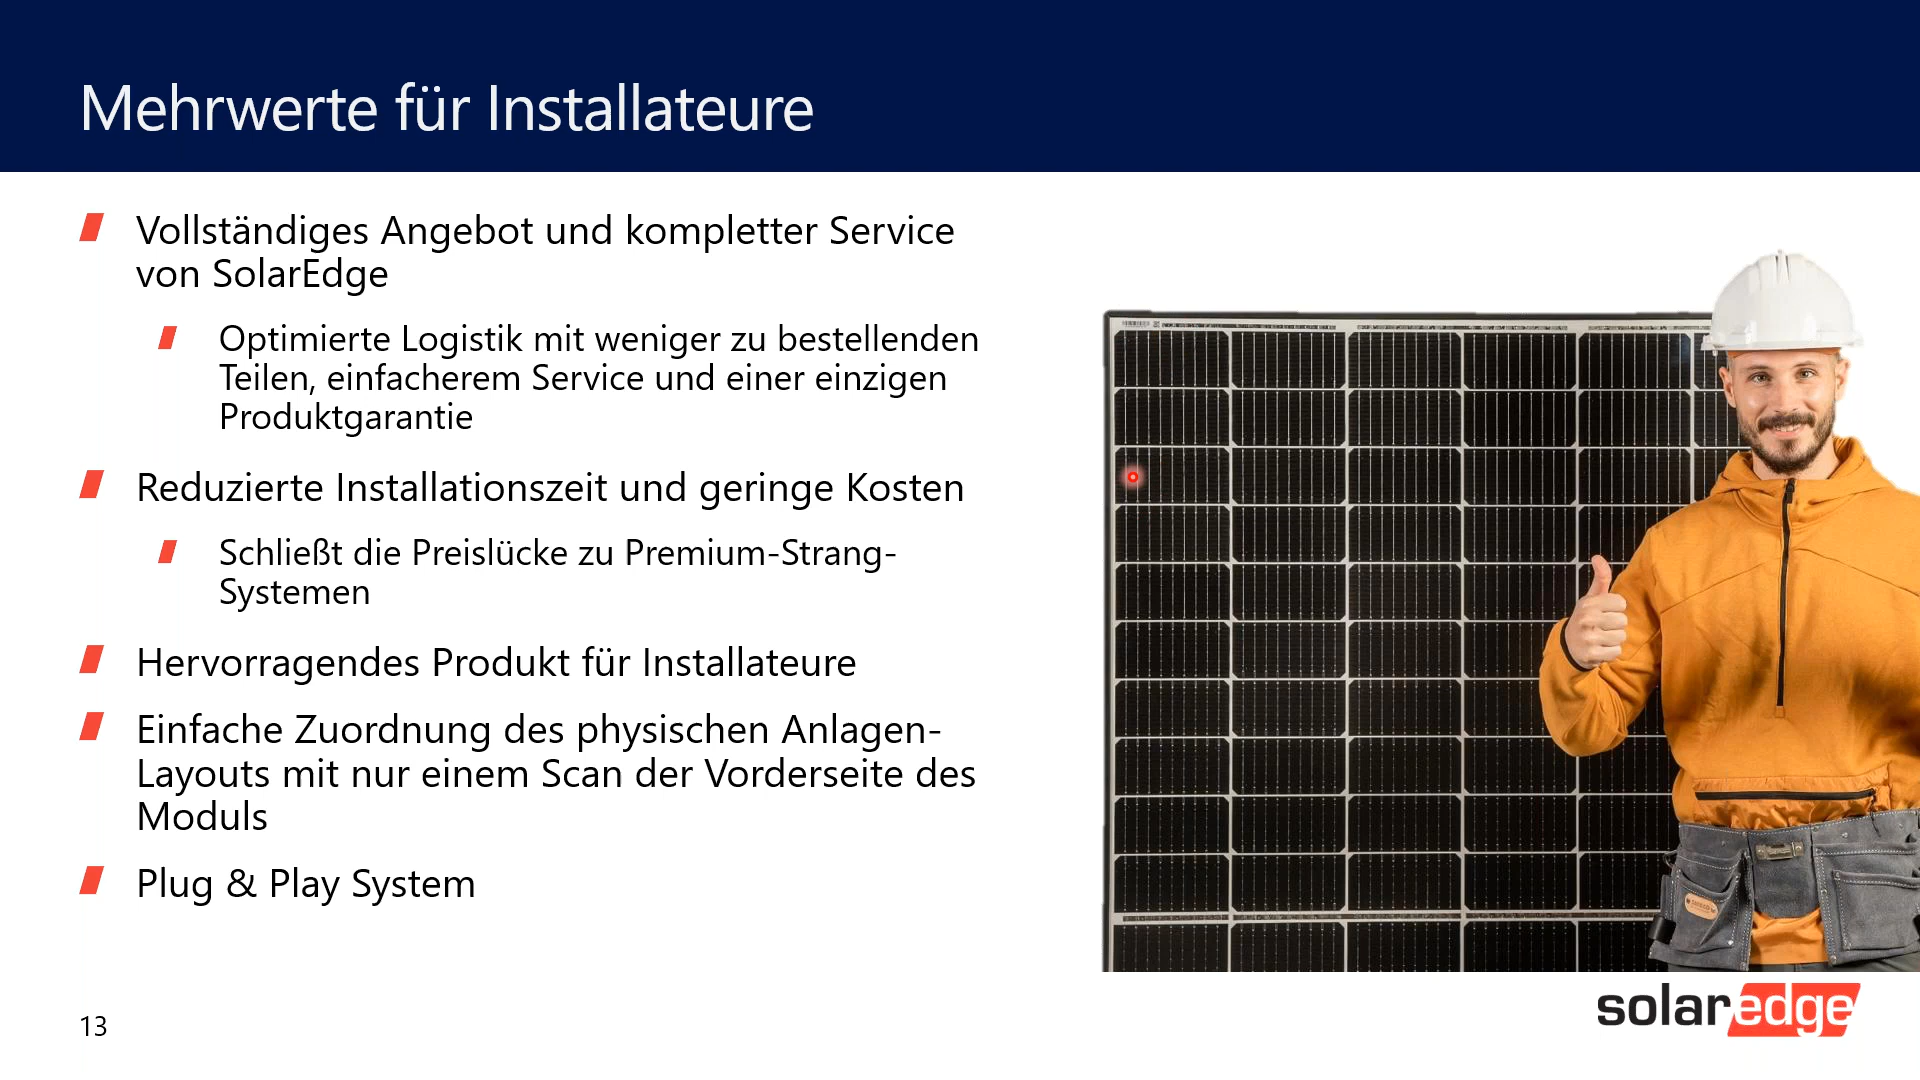 Mehrwerte für Installateure
Vollständiges Angebot und kompletter Service
von SolarEdge
Optimierte Logistik mit weniger zu bestellenden
Teilen, einfacherem Service und einer einzigen
Produktgarantie
Reduzierte Installationszeit und geringe Kosten
Schließt die Preislücke zu Premium-Strang-
Systemen
Hervorragendes Produkt für Installateure
Einfache Zuordnung des physischen Anlagen-
Layouts mit nur einem Scan der Vorderseite des
Moduls
Plug & Play System
13
solaredge